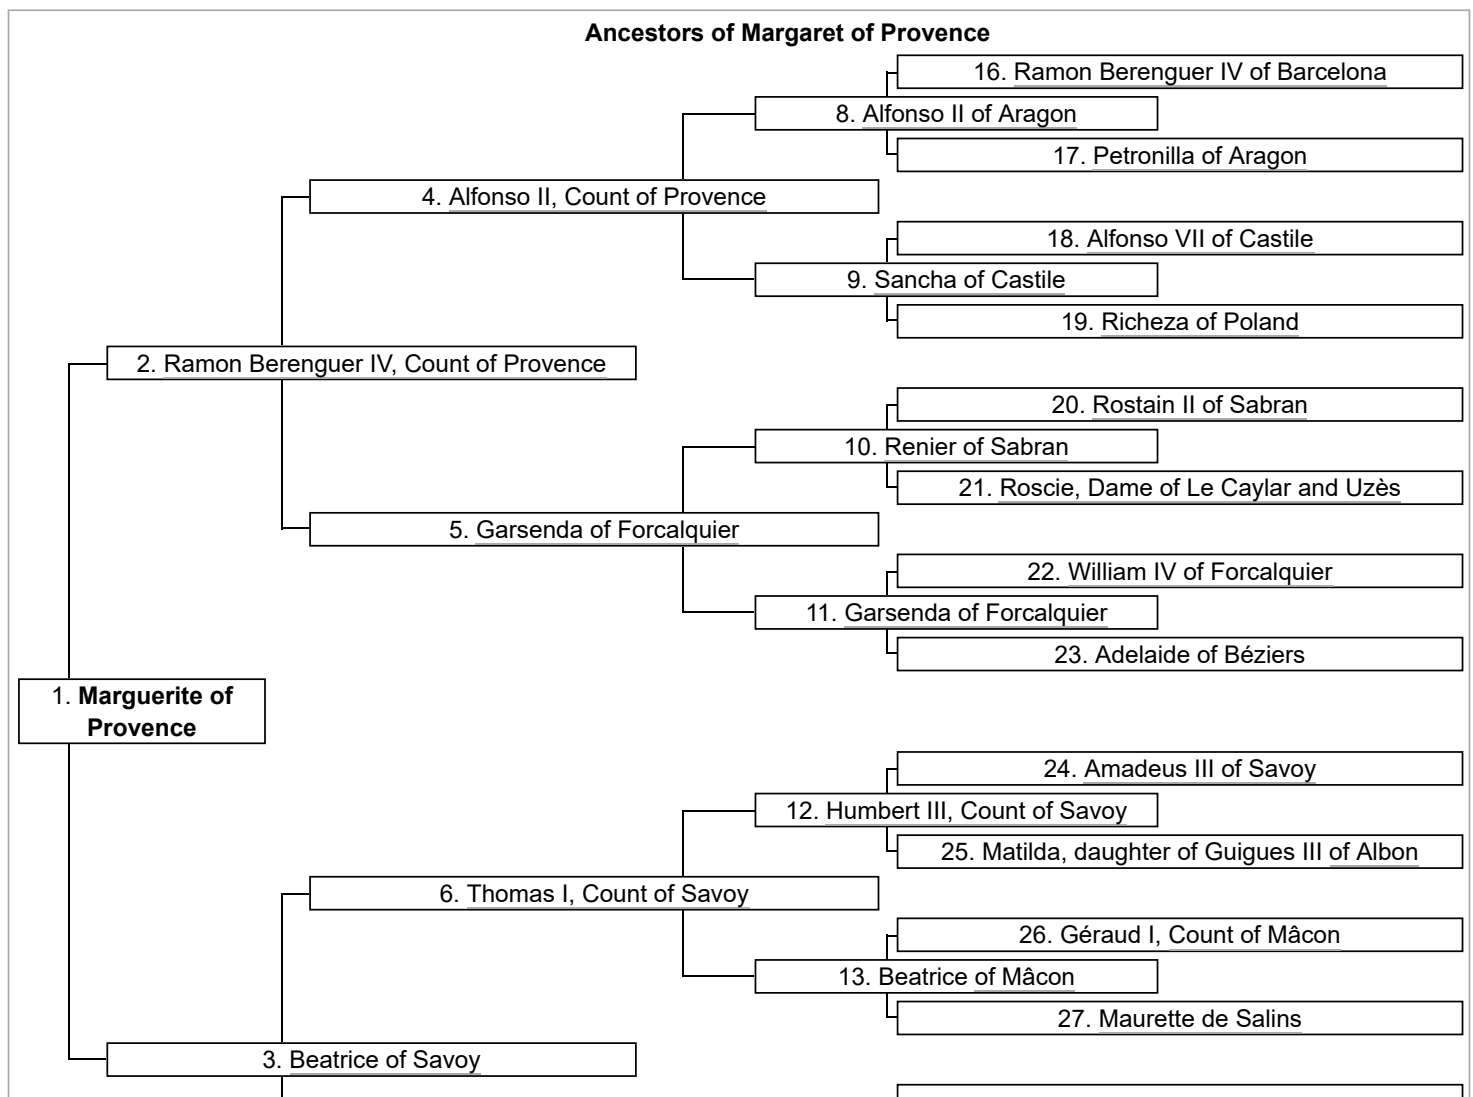 Ancestors of Margaret of Provence
16. Ramon Berenguer IV of Barcelona
8. Alfonso II of Aragon
17. Petronilla of Aragon
4. Alfonso II, Count of Provence
18. Alfonso VII of Castile
9. Sancha of Castile
19. Richeza of Poland
2. Ramon Berenguer IV, Count of Provence
20. Rostain II of Sabran
10. Renier of Sabran
21. Roscie, Dame of Le Caylar and Uzès
5. Garsenda of Forcalquier
22. William IV of Forcalquier
11. Garsenda of Forcalquier
23. Adelaide of Béziers
1. Marguerite of
Provence
24. Amadeus III of Savoy
12. Humbert III, Count of Savoy
25. Matilda, daughter of Guigues III of Albon
6. Thomas I, Count of Savoy
26. Géraud I, Count of Mâcon
13. Beatrice of Mâcon
27. Maurette de Salins
3. Beatrice of Savoy